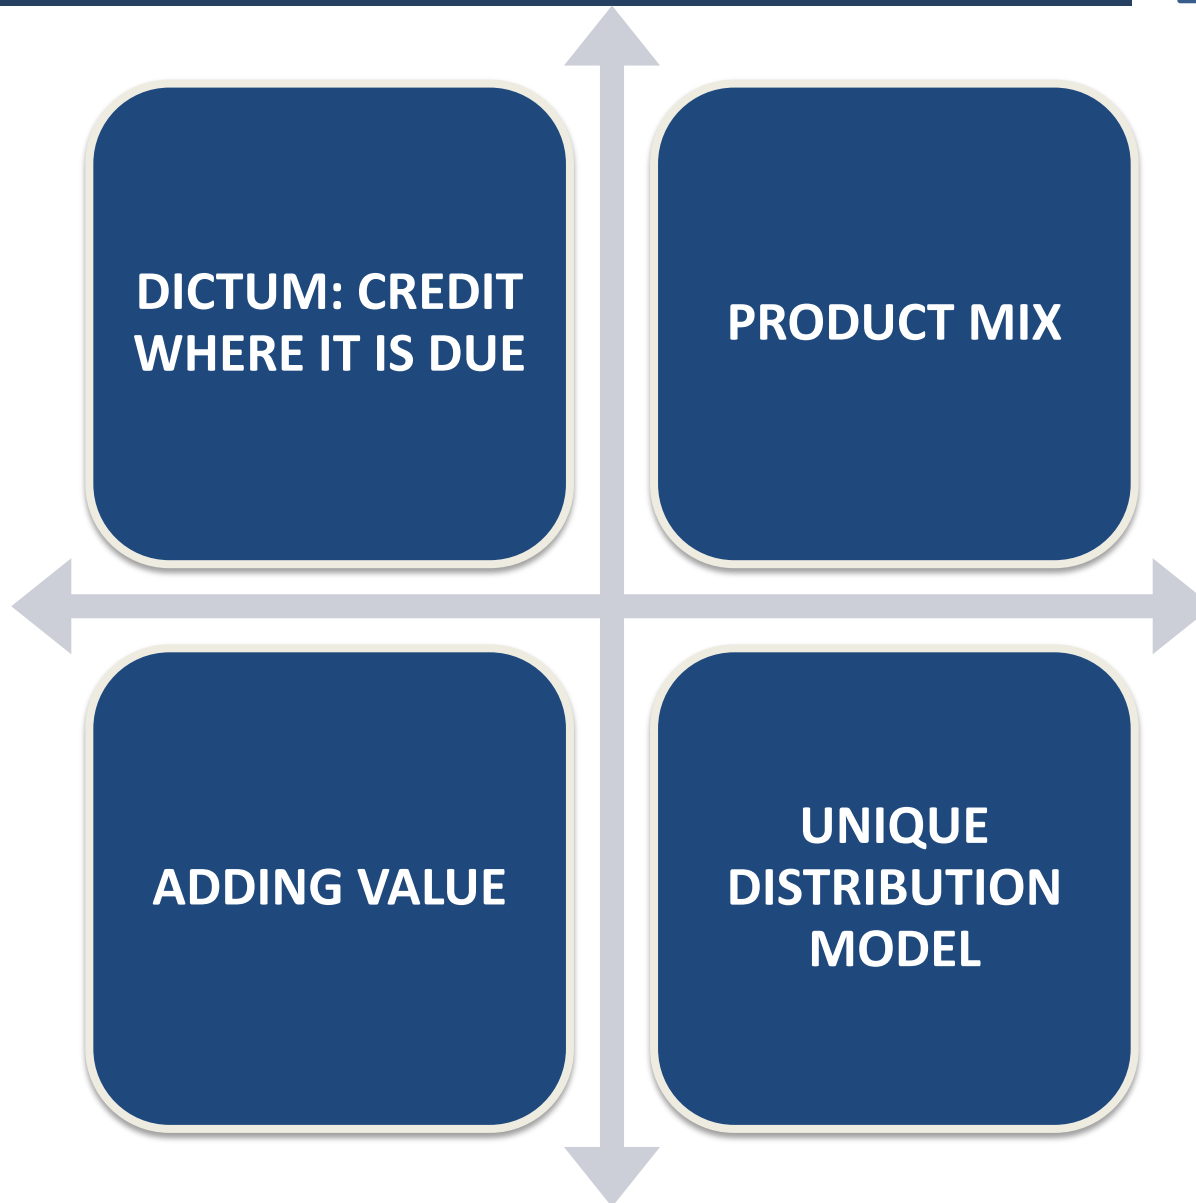 DICTUM: CREDIT
WHERE IT IS DUE
PRODUCT MIX
ADDING VALUE
UNIQUE
DISTRIBUTION
MODEL